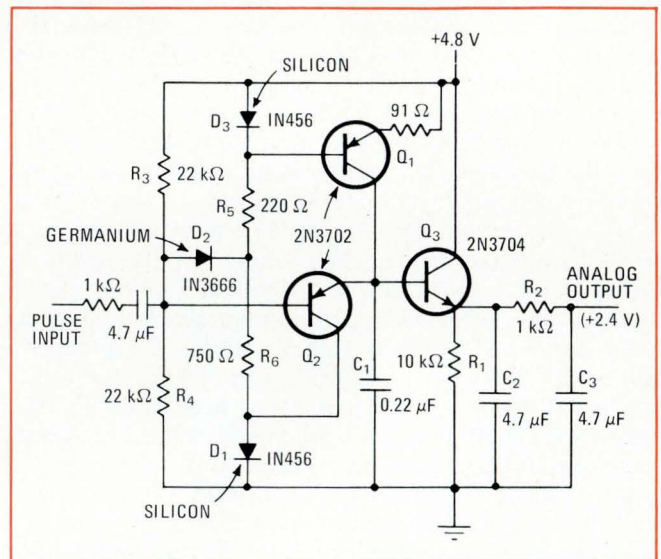 +4.8 V
SILICON
D3
IN456
91 Ω
Q1
R3
22 kΩ
R5
220 Ω
GERMANIUM
D2
2N3702
Q3
2N3704
IN3666
ANALOG
OUTPUT
R2
1 kΩ
(+2.4 V)
1 kΩ
PULSE
INPUT
4.7 μF
Q2
750 Ω
R6
C1
0.22 μF
10 kΩ
R1
C2
4.7 μF
C3
4.7 μF
22 kΩ
R4
D1
IN456
SILICON